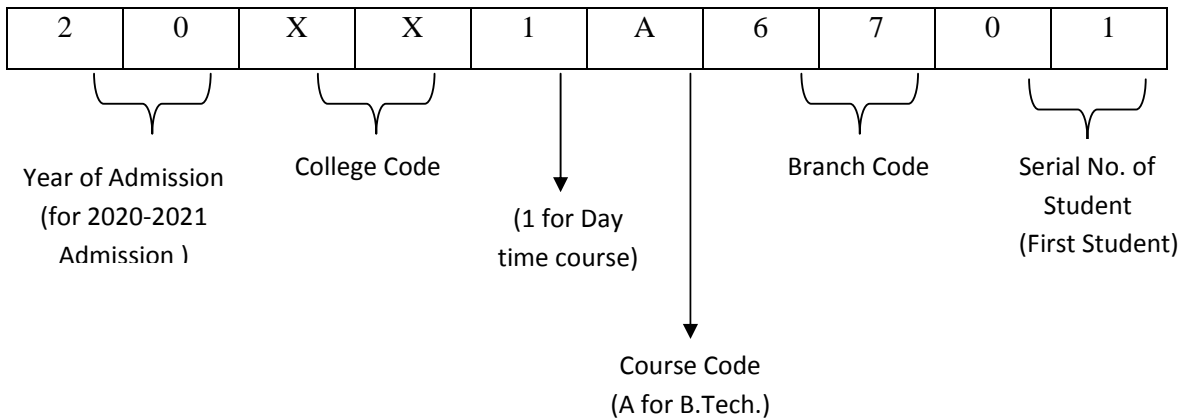 2 0 X X 1 A 6 7 0 1
Year of Admission
(for 2020-2021
Admission )
College Code
(1 for Day
time course)
Course Code
(A for B.Tech.)
Branch Code
Serial No. of
Student
(First Student)